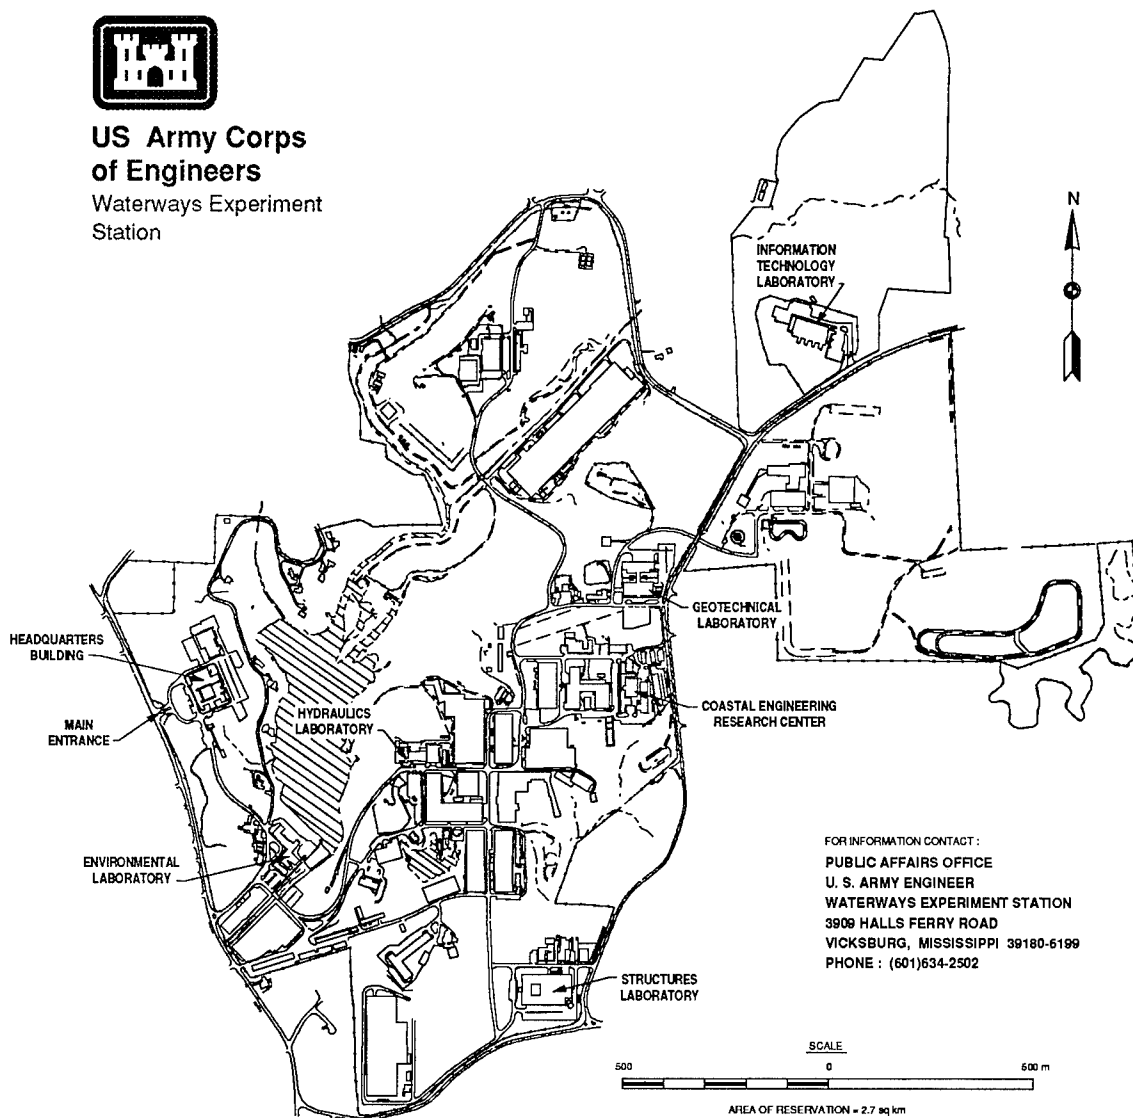 US Army Corps
of Engineers
Waterways Experiment
Station
N
INFORMATION
TECHNOLOGY
LABORATORY
GEOTECHNICAL
LABORATORY
HEADQUARTERS
BUILDING
MAIN
ENTRANCE
HYDRAULICS
LABORATORY
COASTAL ENGINEERING
RESEARCH CENTER
ENVIRONMENTAL
LABORATORY
FOR INFORMATION CONTACT :
PUBLIC AFFAIRS OFFICE
U. S. ARMY ENGINEER
WATERWAYS EXPERIMENT STATION
3909 HALLS FERRY ROAD
VICKSBURG, MISSISSIPPI 39180-6199
PHONE : (601)634-2502
STRUCTURES
LABORATORY
SCALE
500 0 500 m
AREA OF RESERVATION = 2.7 sq km